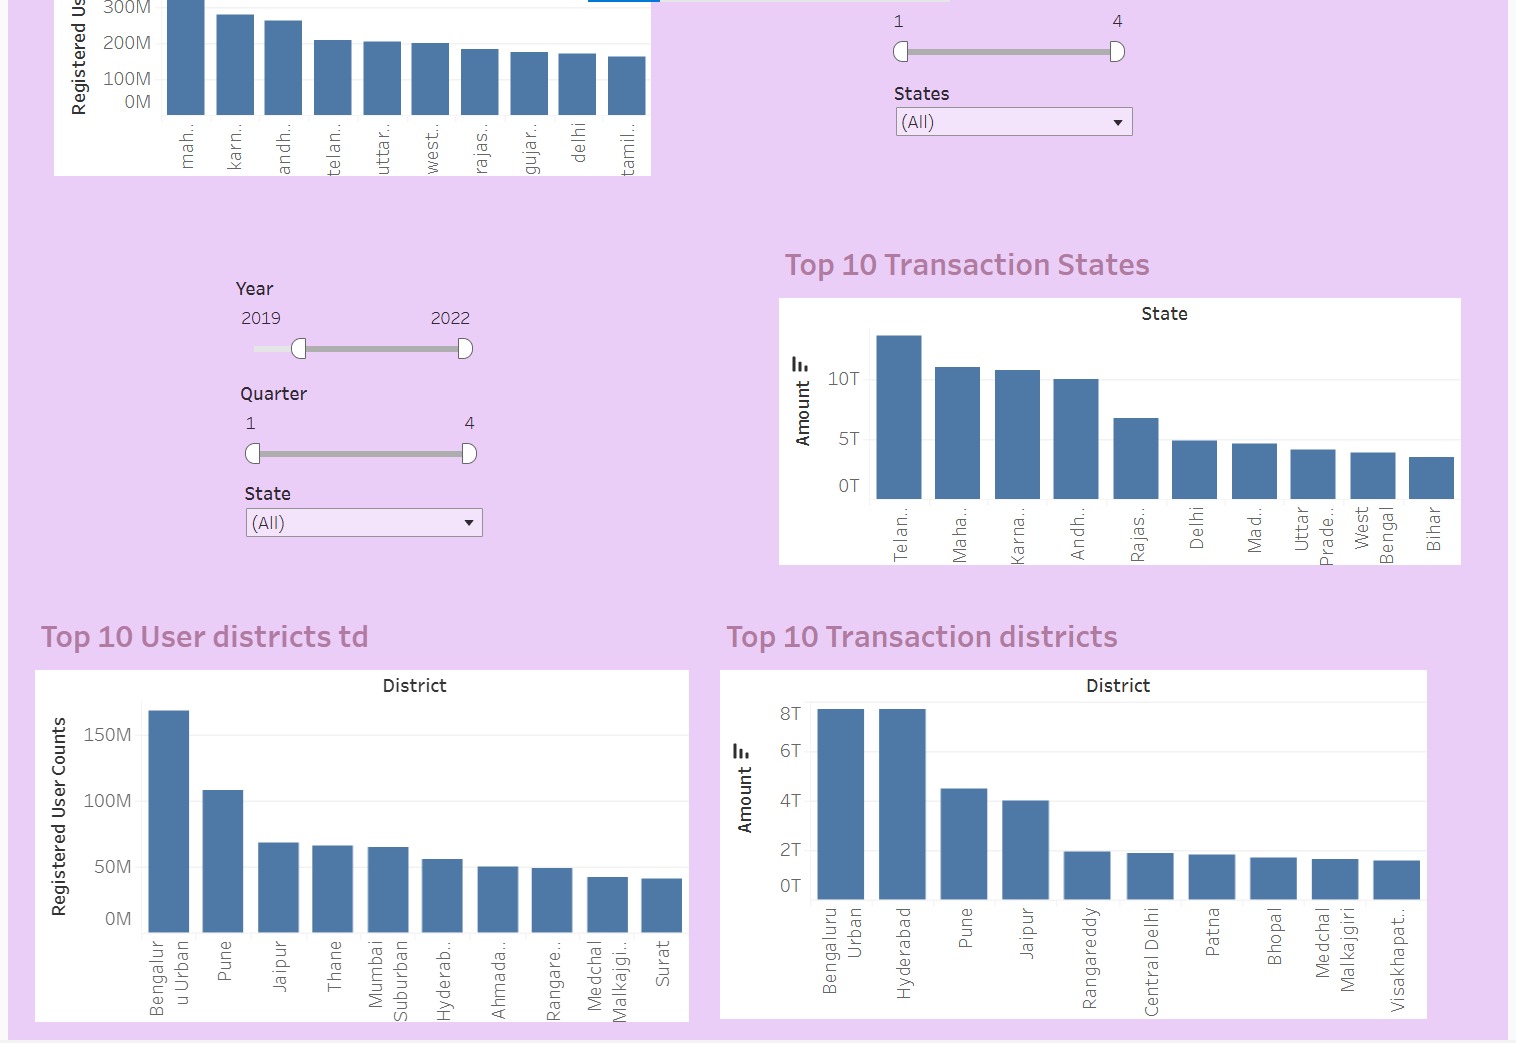 Registered Us
300M
200M
100M
0M
mah..
karn..
andh..
telan..
uttar..
west..
rajas..
gujar..
delhi
tamil..
1 4
States
(All)
Year
2019 2022
Quarter
1 4
State
(All)
Top 10 Transaction States
State
Amount
10T
5T
0T
Telan..
Maha..
Karna..
Andh..
Rajas..
Delhi
Mad..
Uttar
Prade..
West
Bengal
Bihar
Top 10 User districts td
District
Registered User Counts
150M
100M
50M
0M
Bengalur
u Urban
Pune
Jaipur
Thane
Mumbai
Suburban
Hyderab..
Ahmada..
Rangare..
Medchal
Malkajgi..
Surat
Top 10 Transaction districts
District
Amount
8T
6T
4T
2T
0T
Bengaluru
Urban
Hyderabad
Pune
Jaipur
Rangareddy
Central Delhi
Patna
Bhopal
Medchal
Malkajgiri
Visakhapat..